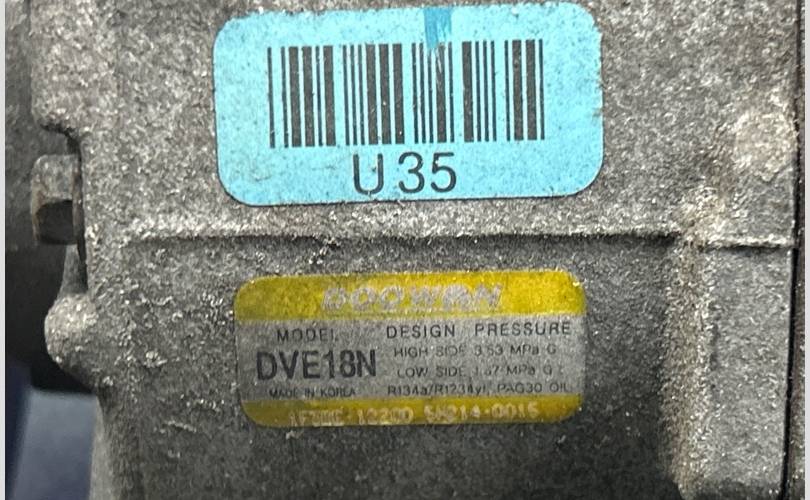 U 35
DOOWON
MODEL DESIGN PRESSURE
DVE18N HIGH SIDE 3.53 MPa G
LOW SIDE 1.67 MPa G
MADE IN KOREA R134a/R1234yf, PAG30 OIL